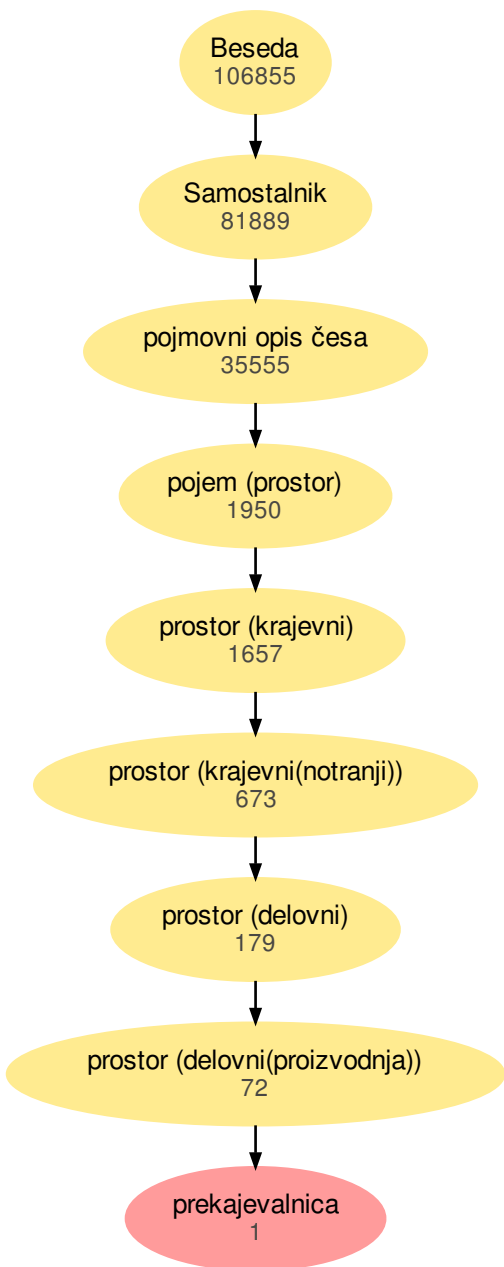 Beseda
106855
Samostalnik
81889
pojmovni opis česa
35555
pojem (prostor)
1950
prostor (krajevni)
1657
prostor (krajevni(notranji))
673
prostor (delovni)
179
prostor (delovni(proizvodnja))
72
prekajevalnica
1